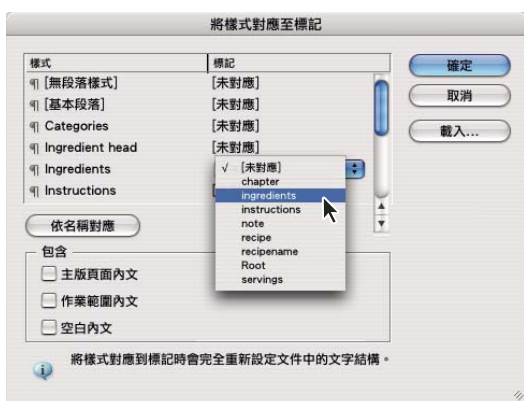 將樣式對應至標記
樣式 標記
[無段落樣式] [未對應]
[基本段落] [未對應]
Categories [未對應]
Ingredient head [未對應]
Ingredients
Instructions
√ [未對應]
chapter
ingredients
instructions
note
recipe
recipename
Root
servings
依名稱對應
包含
主版頁面內文
作業範圍內文
空白內文
將樣式對應到標記時會完全重新設定文件中的文字結構。
確定
取消
載入...